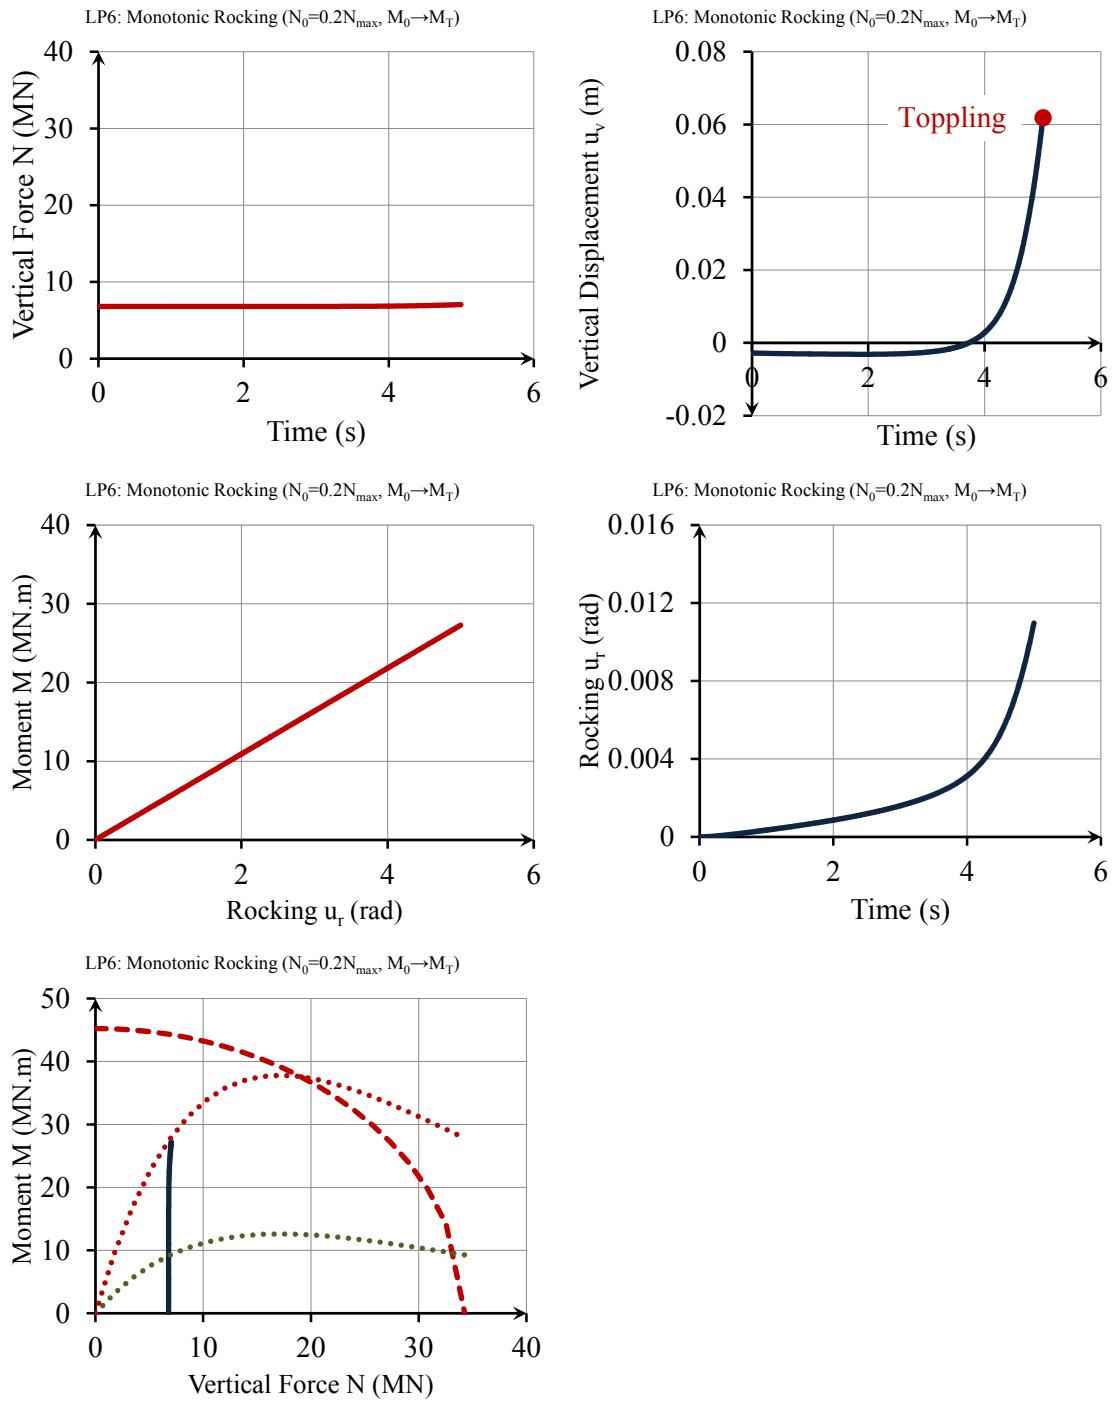 LP6: Monotonic Rocking (N₀=0.2Nₘₐₓ, M₀→M_T)
40
30
20
10
0
0 2 4 6
Vertical Force N (MN)
Time (s)
LP6: Monotonic Rocking (N₀=0.2Nₘₐₓ, M₀→M_T)
0.08
0.06
0.04
0.02
0
-0.02
0 2 4 6
Toppling
Vertical Displacement uᵥ (m)
Time (s)
LP6: Monotonic Rocking (N₀=0.2Nₘₐₓ, M₀→M_T)
40
30
20
10
0
0 2 4 6
Moment M (MN.m)
Rocking uᵣ (rad)
LP6: Monotonic Rocking (N₀=0.2Nₘₐₓ, M₀→M_T)
0.016
0.012
0.008
0.004
0
0 2 4 6
Rocking uᵣ (rad)
Time (s)
LP6: Monotonic Rocking (N₀=0.2Nₘₐₓ, M₀→M_T)
50
40
30
20
10
0
0 10 20 30 40
Moment M (MN.m)
Vertical Force N (MN)